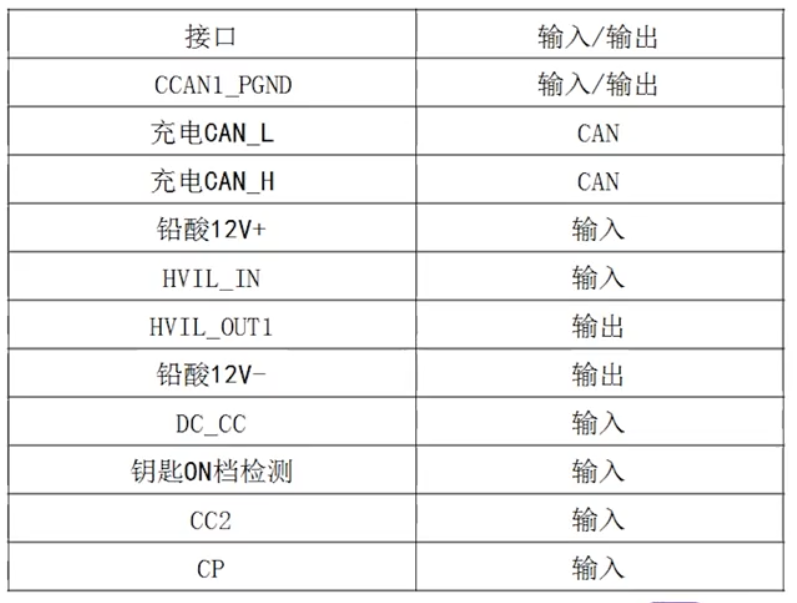 接口 输入/输出
CCAN1_PGND 输入/输出
充电CAN_L CAN
充电CAN_H CAN
铅酸12V+ 输入
HVIL_IN 输入
HVIL_OUT1 输出
铅酸12V- 输出
DC_CC 输入
钥匙ON档检测 输入
CC2 输入
CP 输入